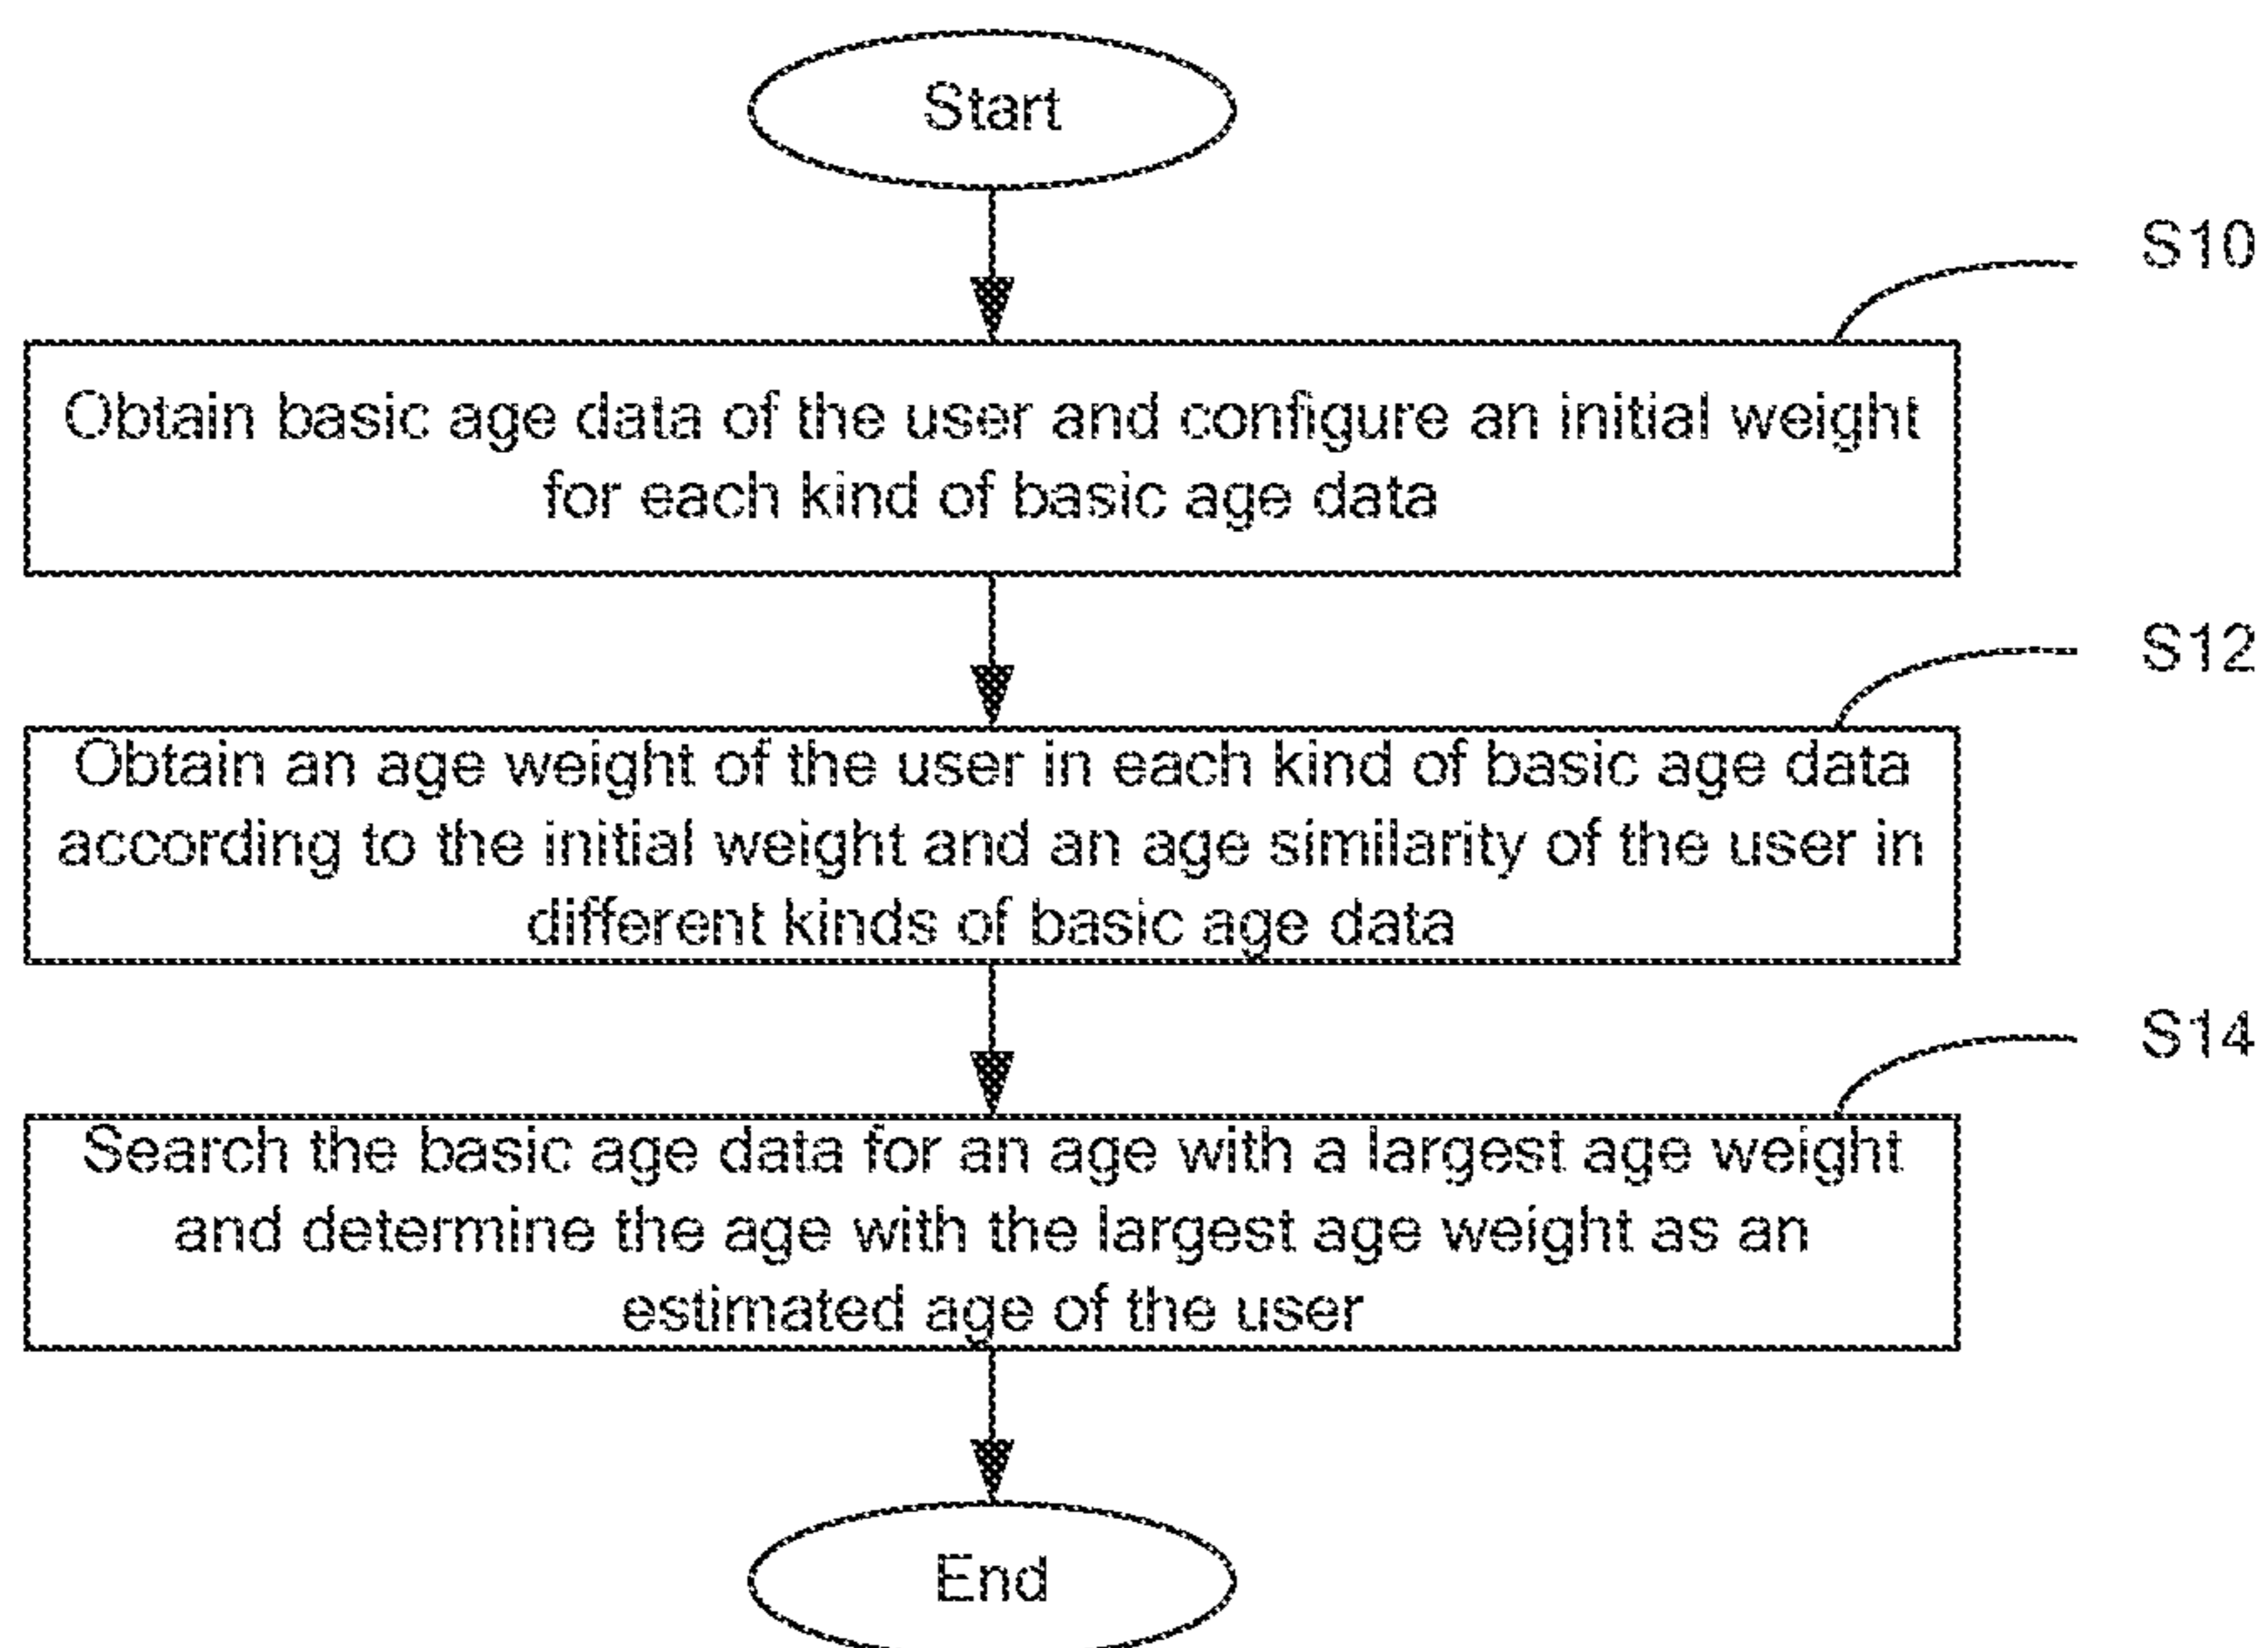 Start
S10
Obtain basic age data of the user and configure an initial weight
for each kind of basic age data
S12
Obtain an age weight of the user in each kind of basic age data
according to the initial weight and an age similarity of the user in
different kinds of basic age data
S14
Search the basic age data for an age with a largest age weight
and determine the age with the largest age weight as an
estimated age of the user
End